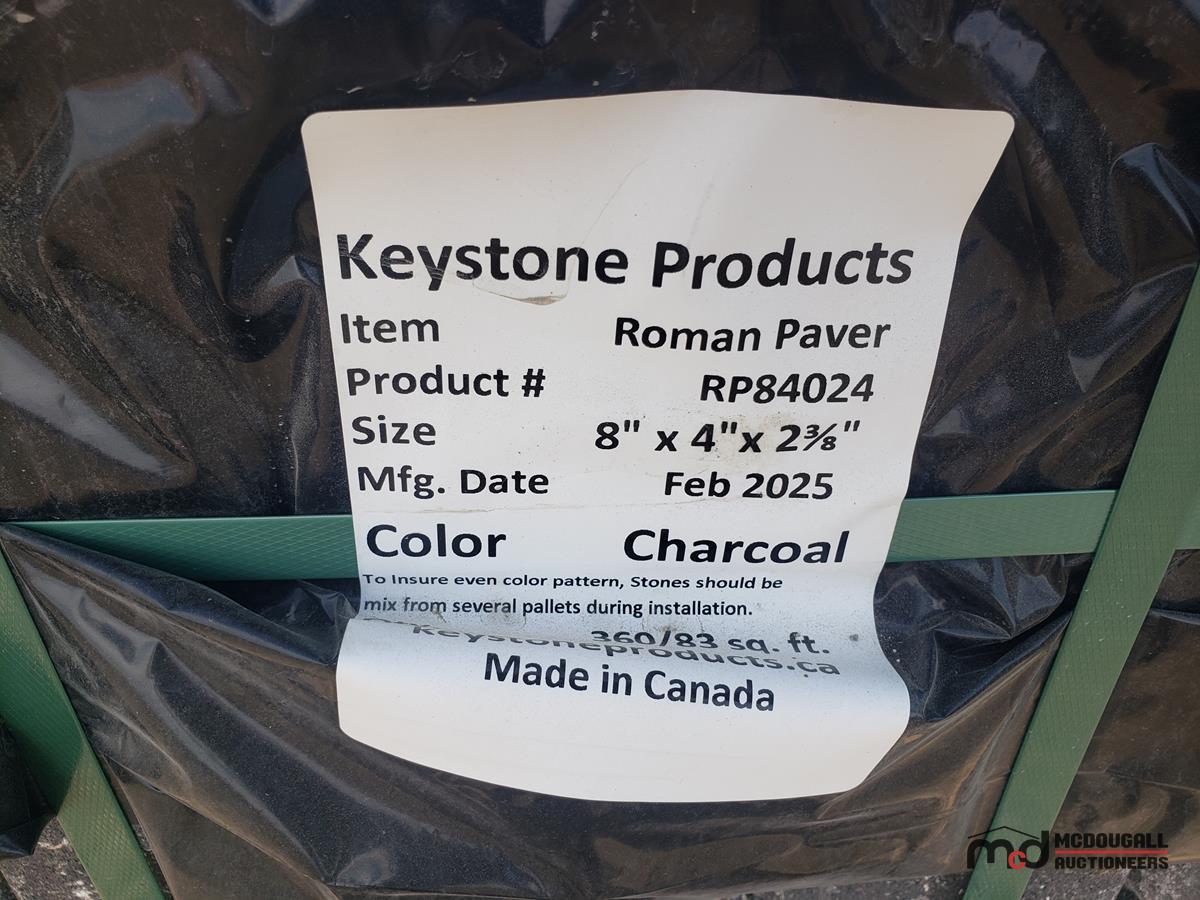 Keystone Products
Item Roman Paver
Product # RP84024
Size 8" x 4"x 2⅜"
Mfg. Date Feb 2025
Color Charcoal
To Insure even color pattern, Stones should be
mix from several pallets during installation.
360/83 sq. ft.
keystoneproducts.ca
Made in Canada
mcd MCDOUGALL
AUCTIONEERS